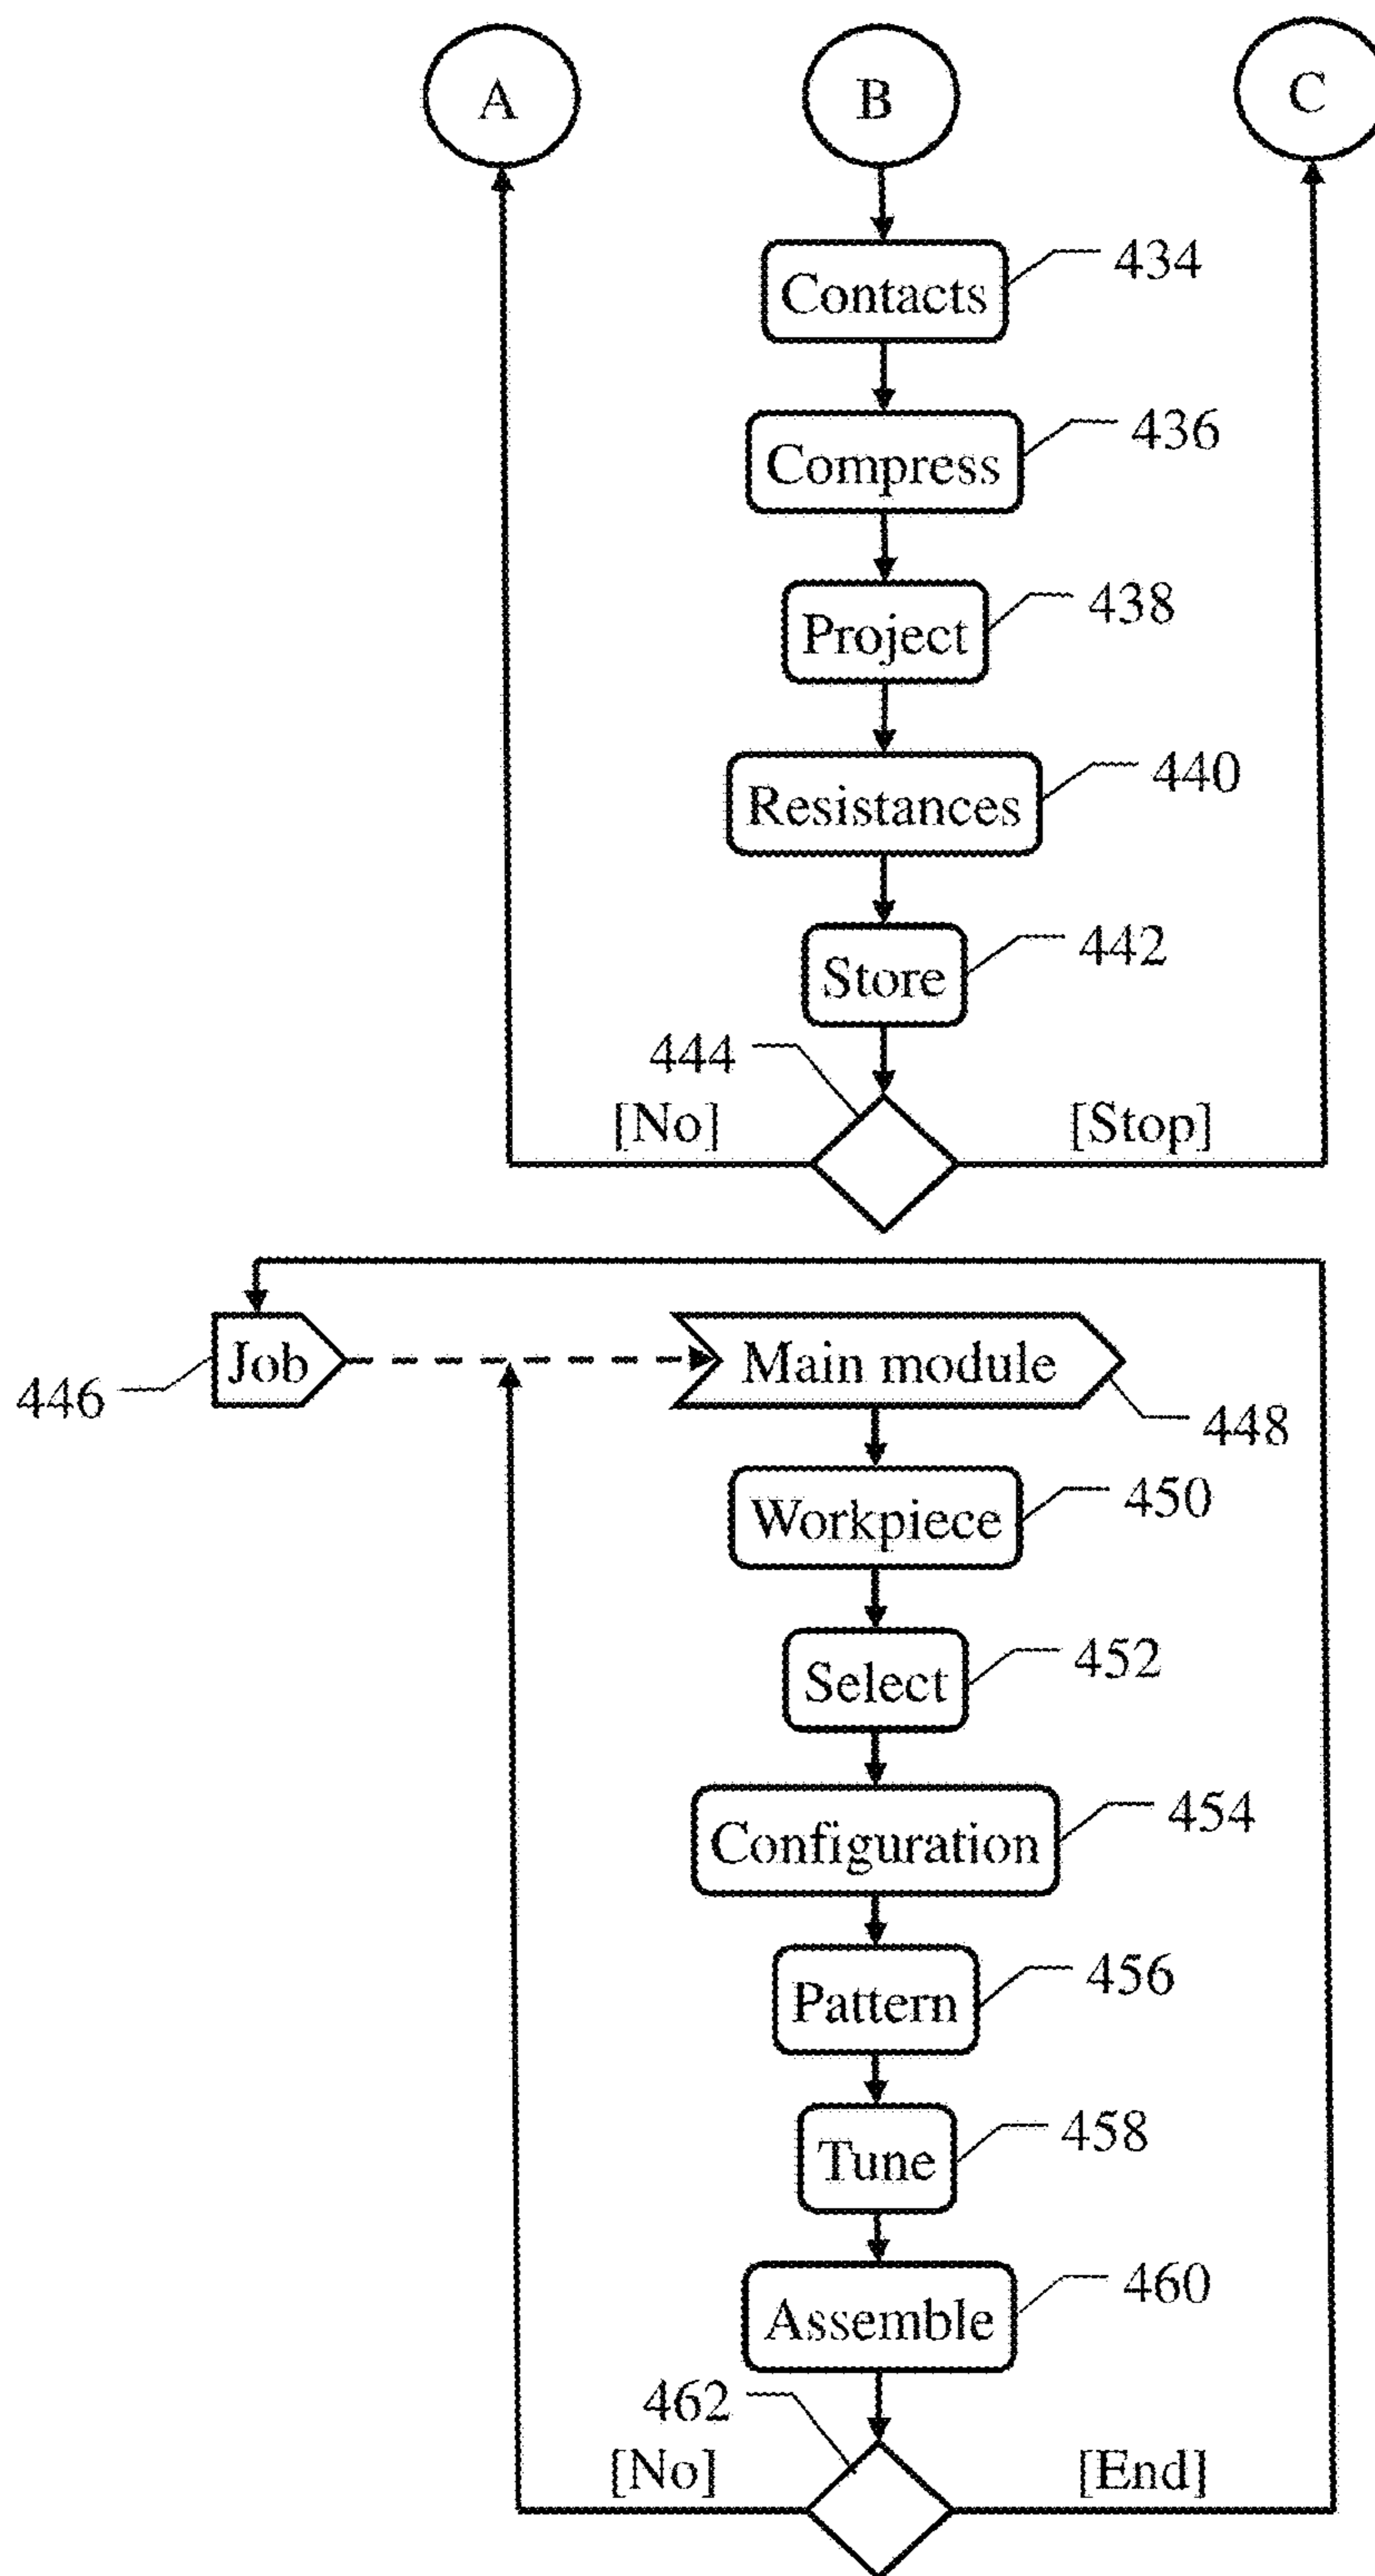 A
B
C
Contacts
434
Compress
436
Project
438
Resistances
440
Store
442
444
[No]
[Stop]
Job
446
Main module
448
Workpiece
450
Select
452
Configuration
454
Pattern
456
Tune
458
Assemble
460
462
[No]
[End]